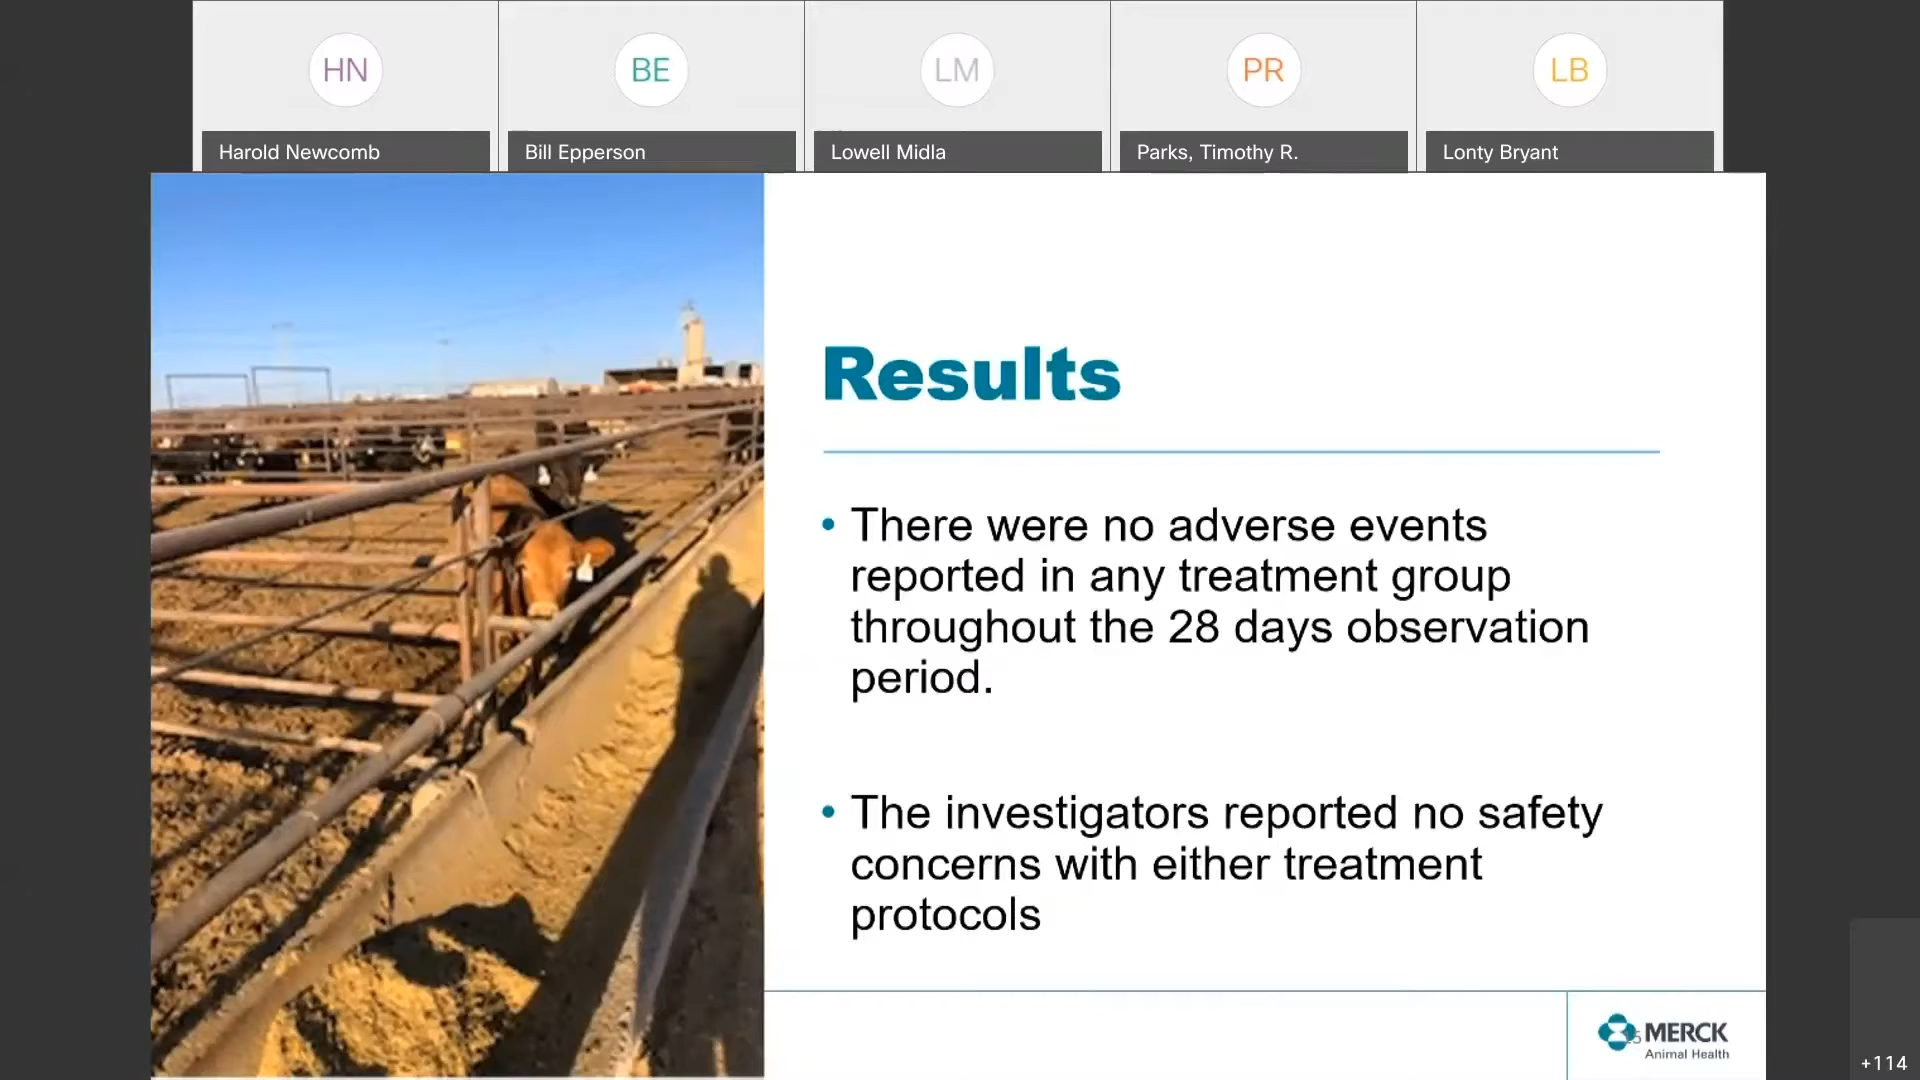 HN
BE
LM
PR
LB
Harold Newcomb
Bill Epperson
Lowell Midla
Parks, Timothy R.
Lonty Bryant
Results
• There were no adverse events
reported in any treatment group
throughout the 28 days observation
period.
• The investigators reported no safety
concerns with either treatment
protocols
MERCK
Animal Health
+114